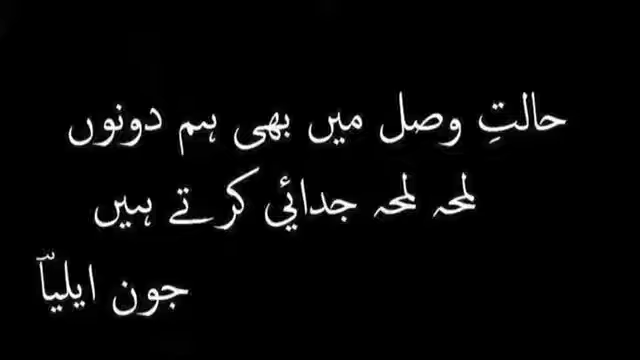 حالتِ وصل میں بھی ہم دونوں
لمحہ لمحہ جدائی کرتے ہیں
جون ایلیاؔ